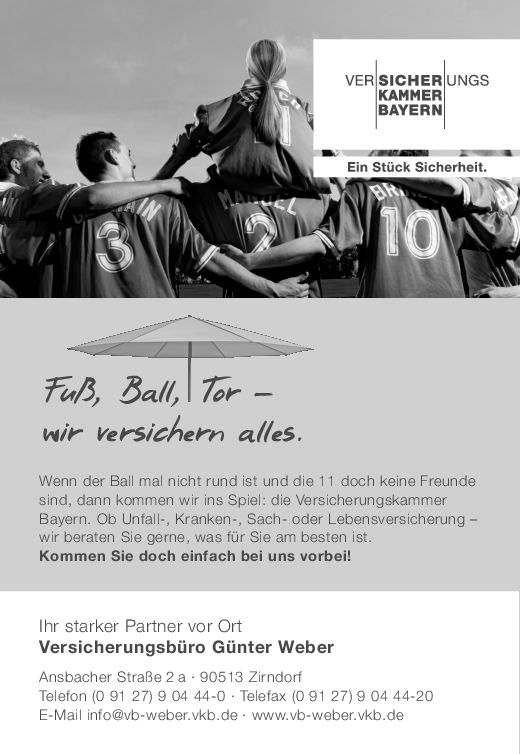 VERSICHERUNGS
KAMMER
BAYERN
Ein Stück Sicherheit.
3
2
10
Fuß, Ball, Tor –
wir versichern alles.
Wenn der Ball mal nicht rund ist und die 11 doch keine Freunde
sind, dann kommen wir ins Spiel: die Versicherungskammer
Bayern. Ob Unfall-, Kranken-, Sach- oder Lebensversicherung –
wir beraten Sie gerne, was für Sie am besten ist.
Kommen Sie doch einfach bei uns vorbei!
Ihr starker Partner vor Ort
Versicherungsbüro Günter Weber
Ansbacher Straße 2 a · 90513 Zirndorf
Telefon (0 91 27) 9 04 44-0 · Telefax (0 91 27) 9 04 44-20
E-Mail info@vb-weber.vkb.de · www.vb-weber.vkb.de